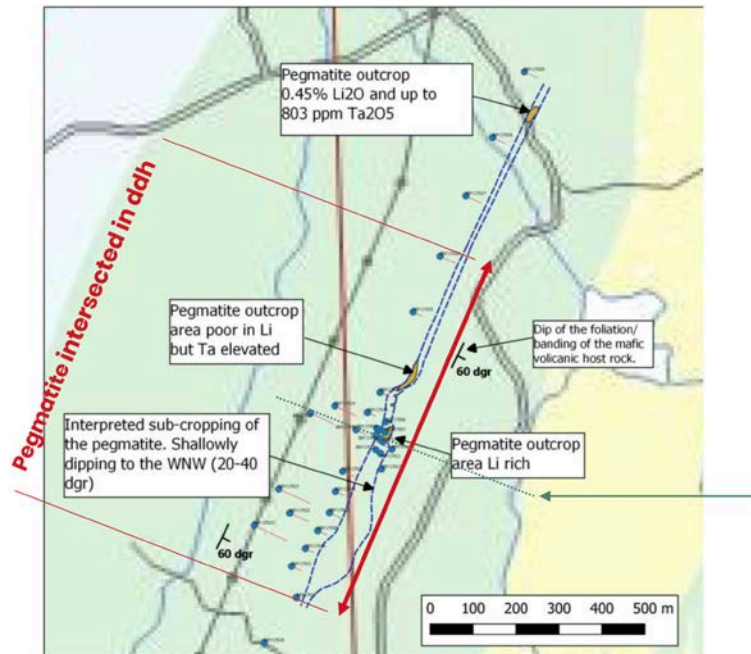 Pegmatite outcrop
0.45% Li2O and up to
803 ppm Ta2O5
Pegmatite intersected in ddh
Pegmatite outcrop
area poor in Li
but Ta elevated
Dip of the foliation/
banding of the mafic
volcanic host rock.
60 dgr
Interpreted sub-cropping of
the pegmatite. Shallowly
dipping to the WNW (20-40
dgr)
Pegmatite outcrop
area Li rich
60 dgr
0 100 200 300 400 500 m